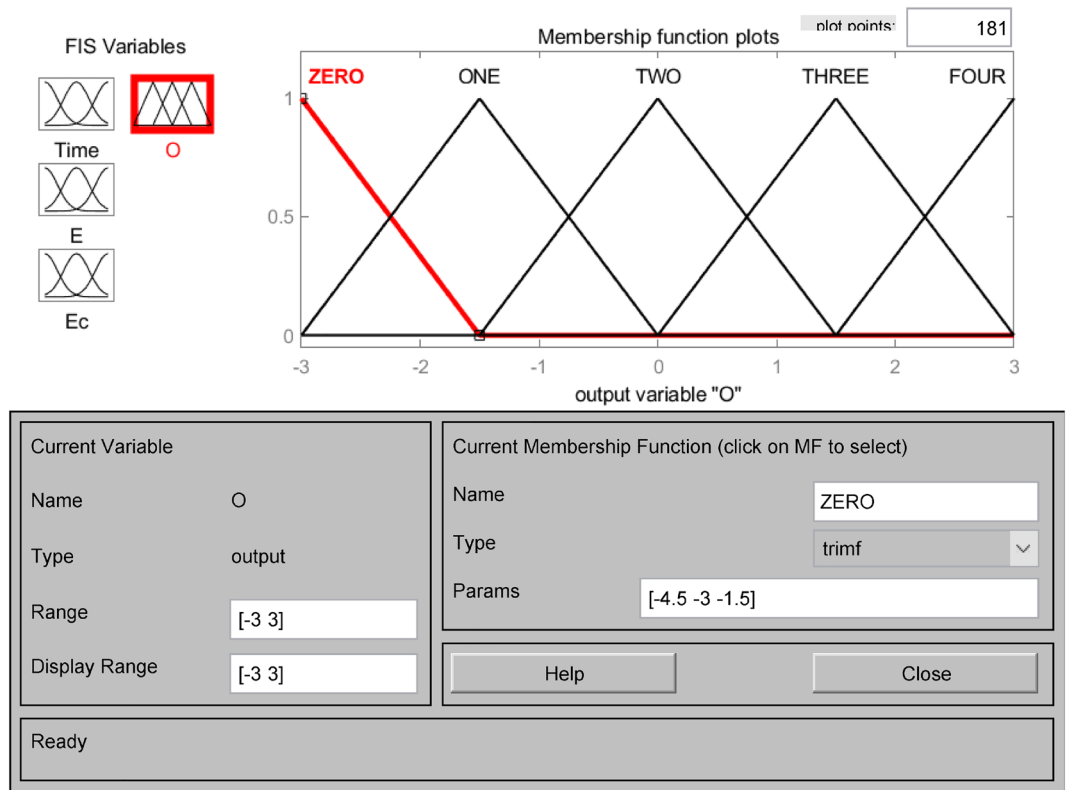 FIS Variables
Time
O
E
Ec
Membership function plots
plot points:
181
ZERO
ONE
TWO
THREE
FOUR
1
0.5
0
-3
-2
-1
0
1
2
3
output variable "O"
Current Variable
Name
O
Type
output
Range
[-3 3]
Display Range
[-3 3]
Current Membership Function (click on MF to select)
Name
ZERO
Type
trimf
Params
[-4.5 -3 -1.5]
Help
Close
Ready